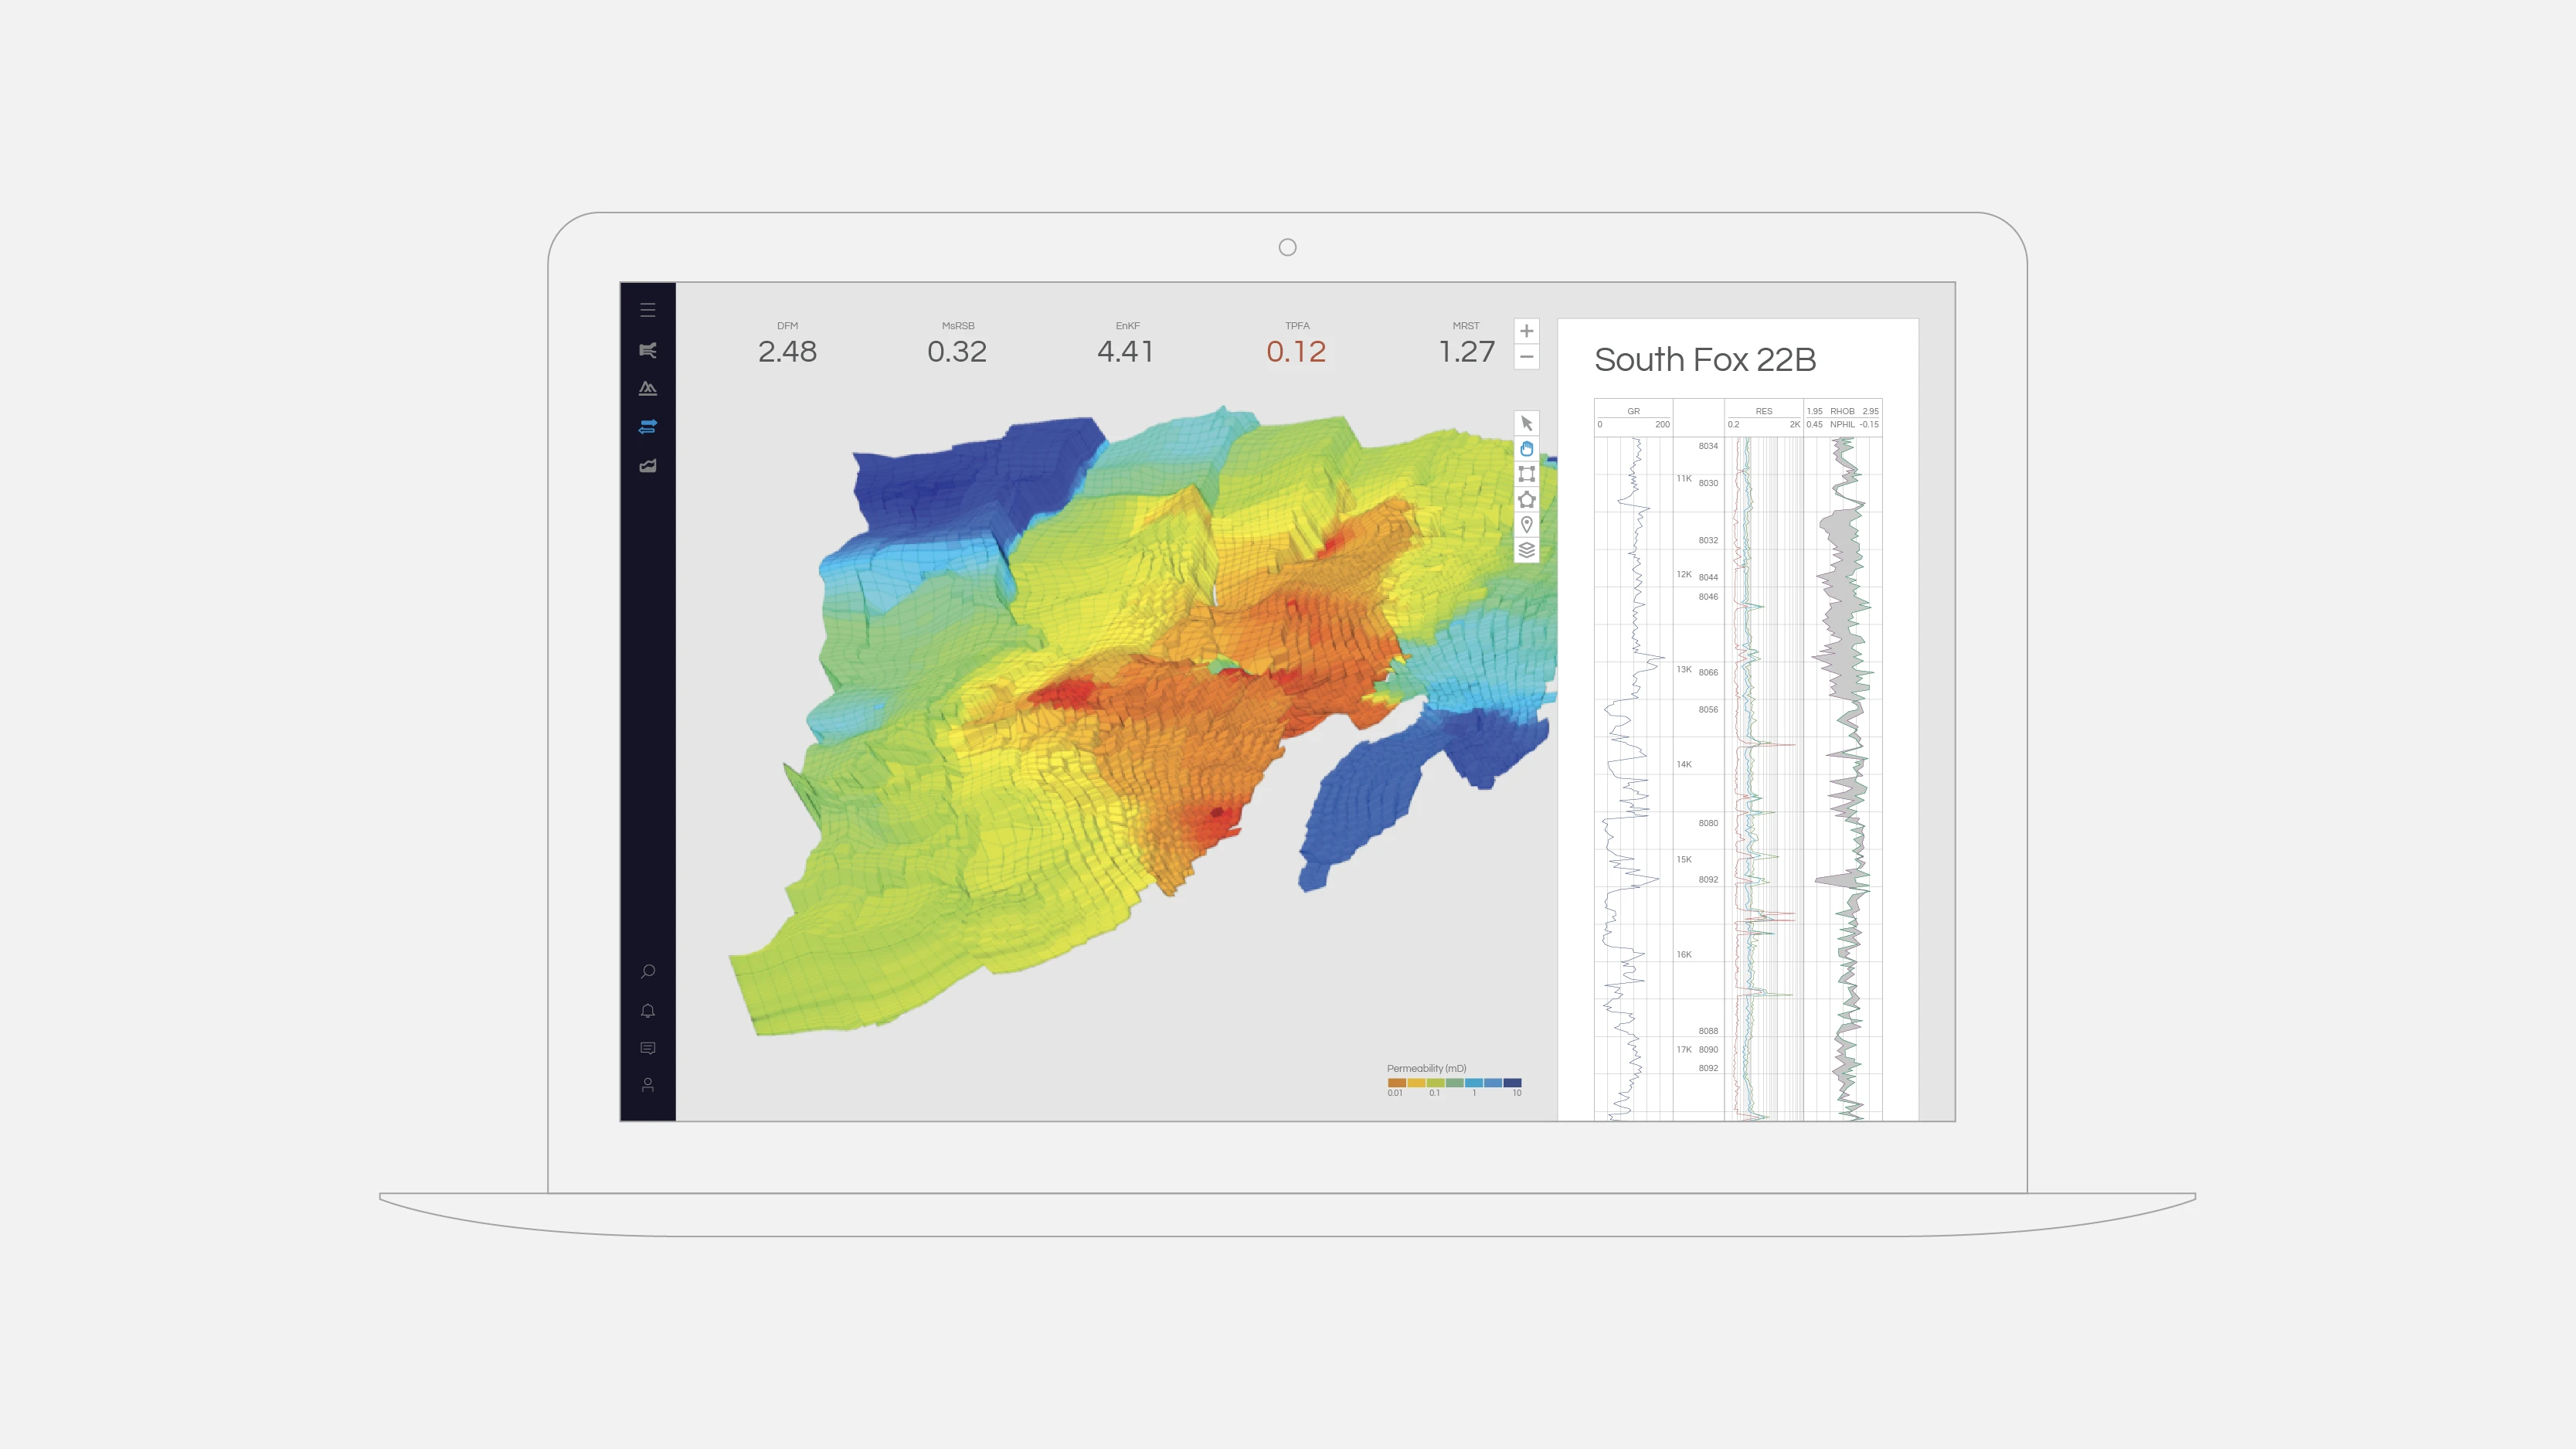 DFM MsRSB EnKF TPFA MRST
2.48 0.32 4.41 0.12 1.27
South Fox 22B
GR RES 1.95 RHOB 2.95
0 200 0.2 2K 0.45 NPHIL -0.15
8034
11K 8030
8032
12K 8044
8046
13K 8066
8056
14K
8080
15K
8092
16K
8088
17K 8090
8092
Permeability (mD)
0.01 0.1 1 10